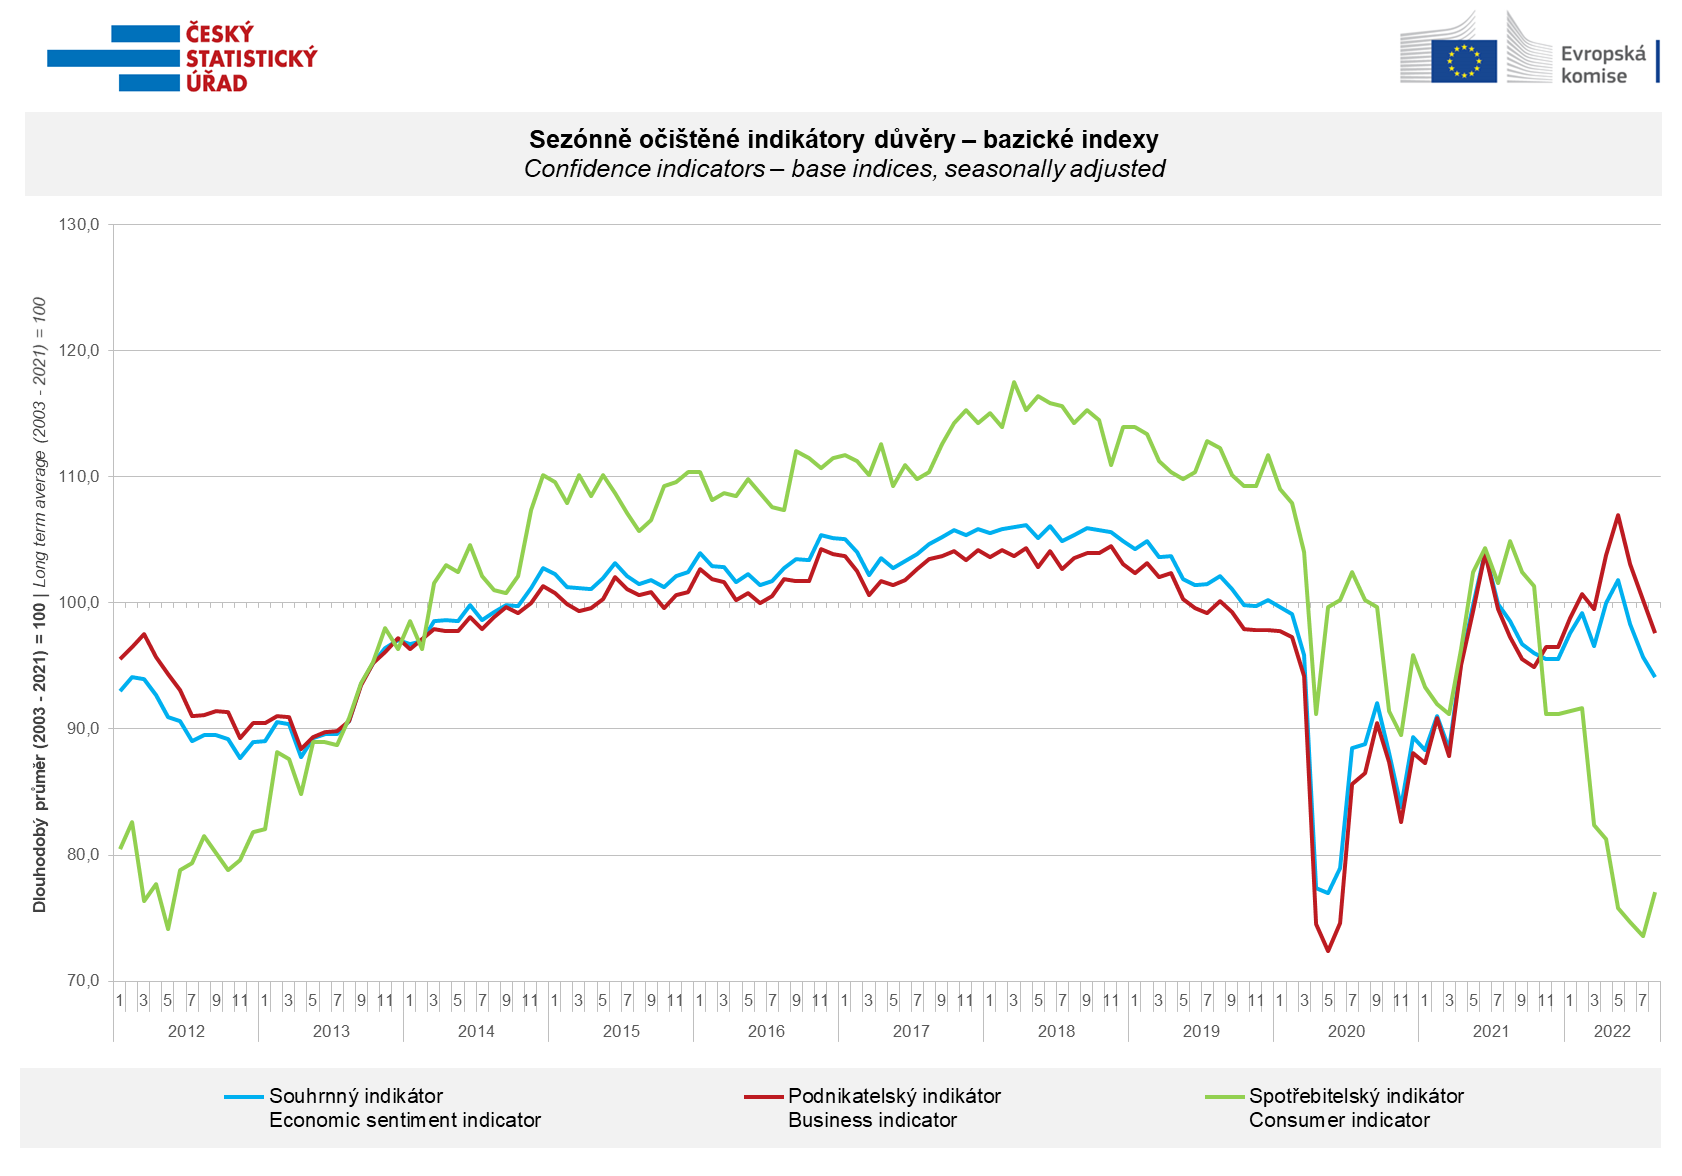 ČESKÝ
STATISTICKÝ
ÚŘAD
Evropská
komise
Sezónně očištěné indikátory důvěry – bazické indexy
Confidence indicators – base indices, seasonally adjusted
Dlouhodobý průměr (2003 - 2021) = 100 | Long term average (2003 - 2021) = 100
130,0
120,0
110,0
100,0
90,0
80,0
70,0
1 3 5 7 9 11 1 3 5 7 9 11 1 3 5 7 9 11 1 3 5 7 9 11 1 3 5 7 9 11 1 3 5 7 9 11 1 3 5 7 9 11 1 3 5 7 9 11 1 3 5 7 9 11 1 3 5 7 9 11 1 3 5 7
2012 2013 2014 2015 2016 2017 2018 2019 2020 2021 2022
Souhrnný indikátor
Economic sentiment indicator
Podnikatelský indikátor
Business indicator
Spotřebitelský indikátor
Consumer indicator